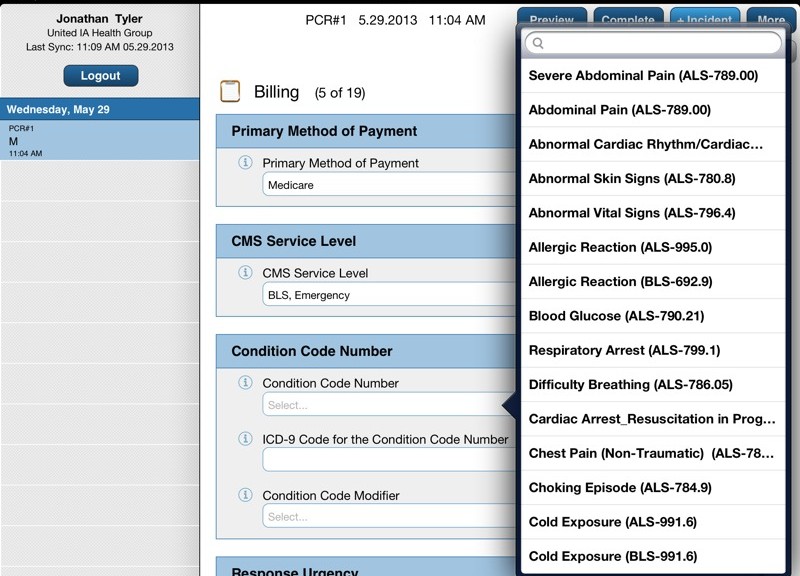 Jonathan Tyler
United IA Health Group
Last Sync: 11:09 AM 05.29.2013
Logout
Wednesday, May 29
PCR#1
M
11:04 AM
PCR#1 5.29.2013 11:04 AM
Preview
Complete
+ Incident
More
Billing (5 of 19)
Primary Method of Payment
Primary Method of Payment
Medicare
CMS Service Level
CMS Service Level
BLS, Emergency
Condition Code Number
Condition Code Number
Select...
ICD-9 Code for the Condition Code Number
Condition Code Modifier
Select...
Response Urgency
Severe Abdominal Pain (ALS-789.00)
Abdominal Pain (ALS-789.00)
Abnormal Cardiac Rhythm/Cardiac...
Abnormal Skin Signs (ALS-780.8)
Abnormal Vital Signs (ALS-796.4)
Allergic Reaction (ALS-995.0)
Allergic Reaction (BLS-692.9)
Blood Glucose (ALS-790.21)
Respiratory Arrest (ALS-799.1)
Difficulty Breathing (ALS-786.05)
Cardiac Arrest_Resuscitation in Prog...
Chest Pain (Non-Traumatic) (ALS-78...
Choking Episode (ALS-784.9)
Cold Exposure (ALS-991.6)
Cold Exposure (BLS-991.6)